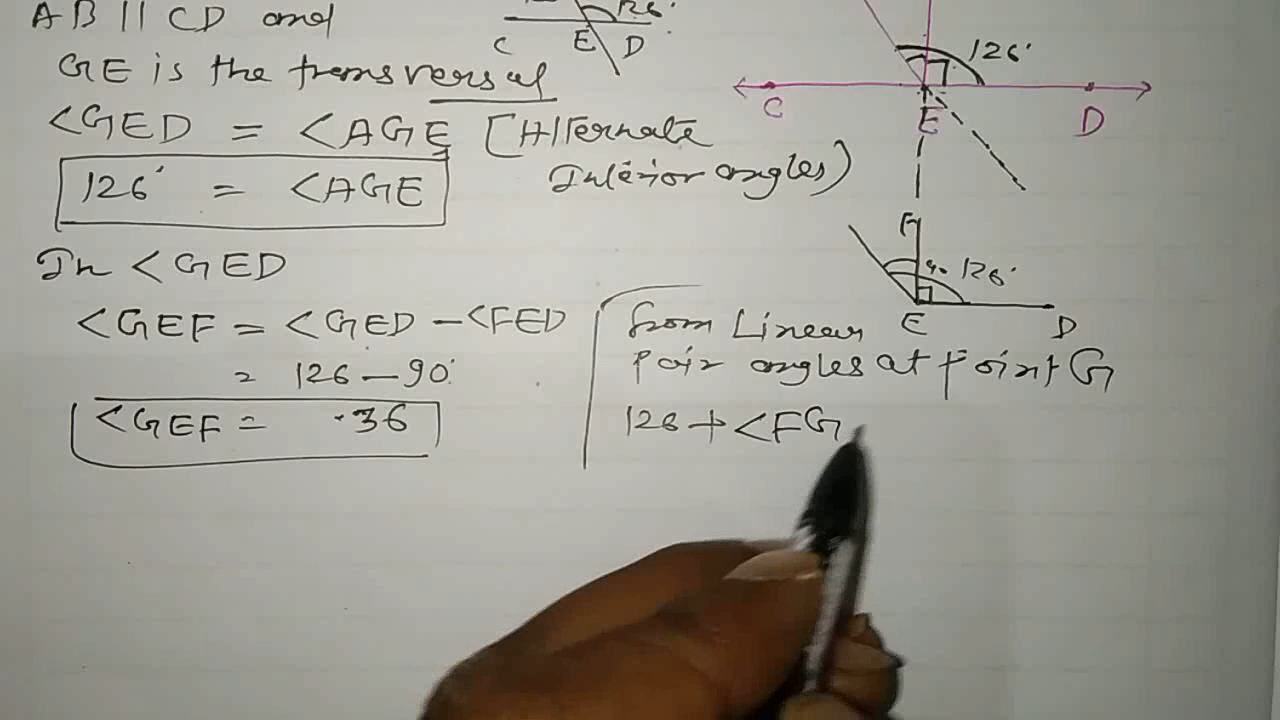 AB || CD and
GE is the transversal
<GED = <AGE [Alternate
Interior angles)
126° = <AGE
In <GED
<GEF = <GED - <FED
= 126 - 90°
<GEF = 36
126°
C E D
126°
C E D
F
90 126°
E D
from Linear
pair angles at point G
126 + <FG